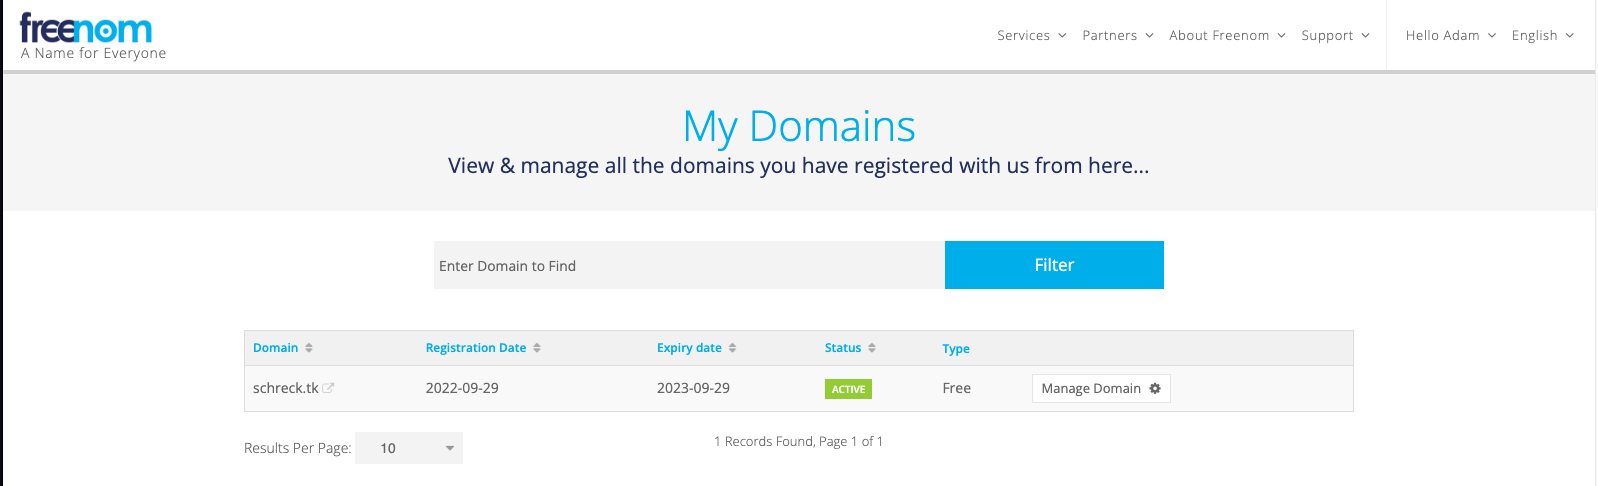 freenom
A Name for Everyone
Services Partners About Freenom Support Hello Adam English
My Domains
View & manage all the domains you have registered with us from here...
Enter Domain to Find Filter
Domain Registration Date Expiry date Status Type
schreck.tk 2022-09-29 2023-09-29 ACTIVE Free Manage Domain
Results Per Page: 10 1 Records Found, Page 1 of 1